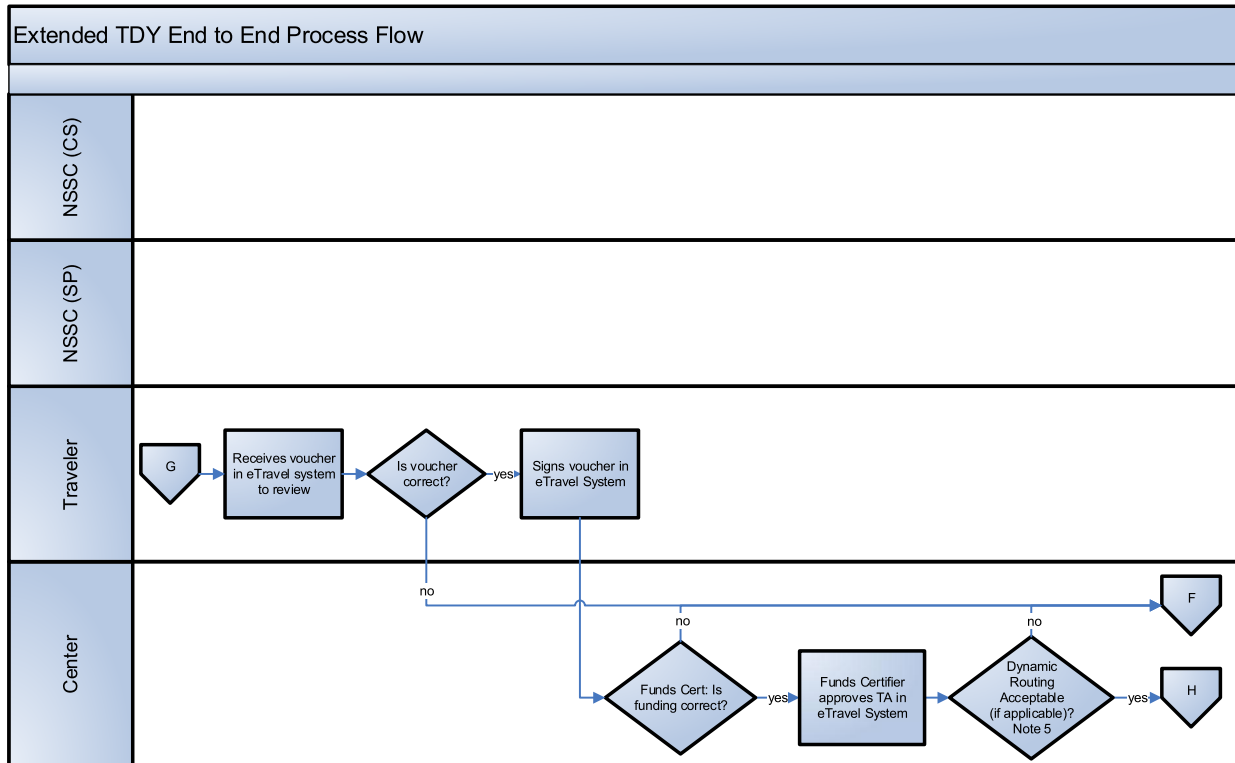 Extended TDY End to End Process Flow
NSSC (CS)
NSSC (SP)
Traveler
G
Receives voucher
in eTravel system
to review
Is voucher
correct?
yes
Signs voucher in
eTravel System
Center
no
no
no
F
Funds Cert: Is
funding correct?
yes
Funds Certifier
approves TA in
eTravel System
Dynamic
Routing
Acceptable
(if applicable)?
Note 5
yes
H